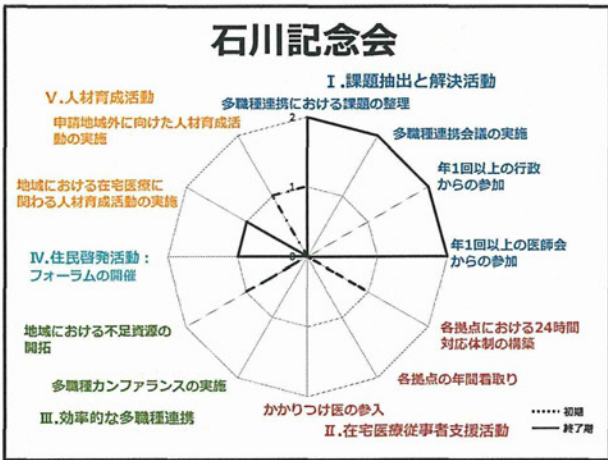 石川記念会
Ⅰ.課題抽出と解決活動
多職種連携における課題の整理
多職種連携会議の実施
年1回以上の行政
からの参加
年1回以上の医師会
からの参加
各拠点における24時間
対応体制の構築
各拠点の年間看取り
かかりつけ医の参入
Ⅱ.在宅医療従事者支援活動
Ⅲ.効率的な多職種連携
多職種カンファランスの実施
地域における不足資源の
開拓
Ⅳ.住民啓発活動：
フォーラムの開催
地域における在宅医療に
関わる人材育成活動の実施
Ⅴ.人材育成活動
申請地域外に向けた人材育成活
動の実施
2
1
0
初期
終了期